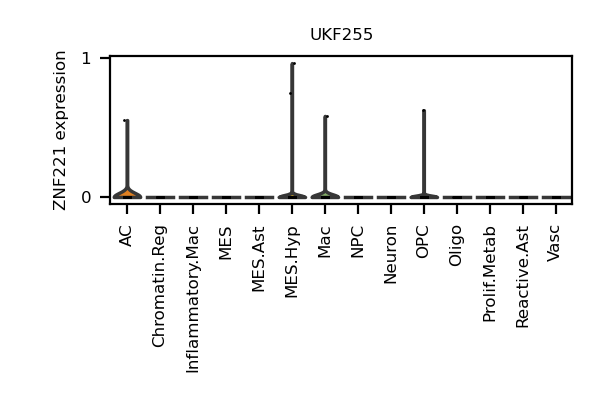 UKF255
ZNF221 expression
1
0
AC
Chromatin.Reg
Inflammatory.Mac
MES
MES.Ast
MES.Hyp
Mac
NPC
Neuron
OPC
Oligo
Prolif.Metab
Reactive.Ast
Vasc